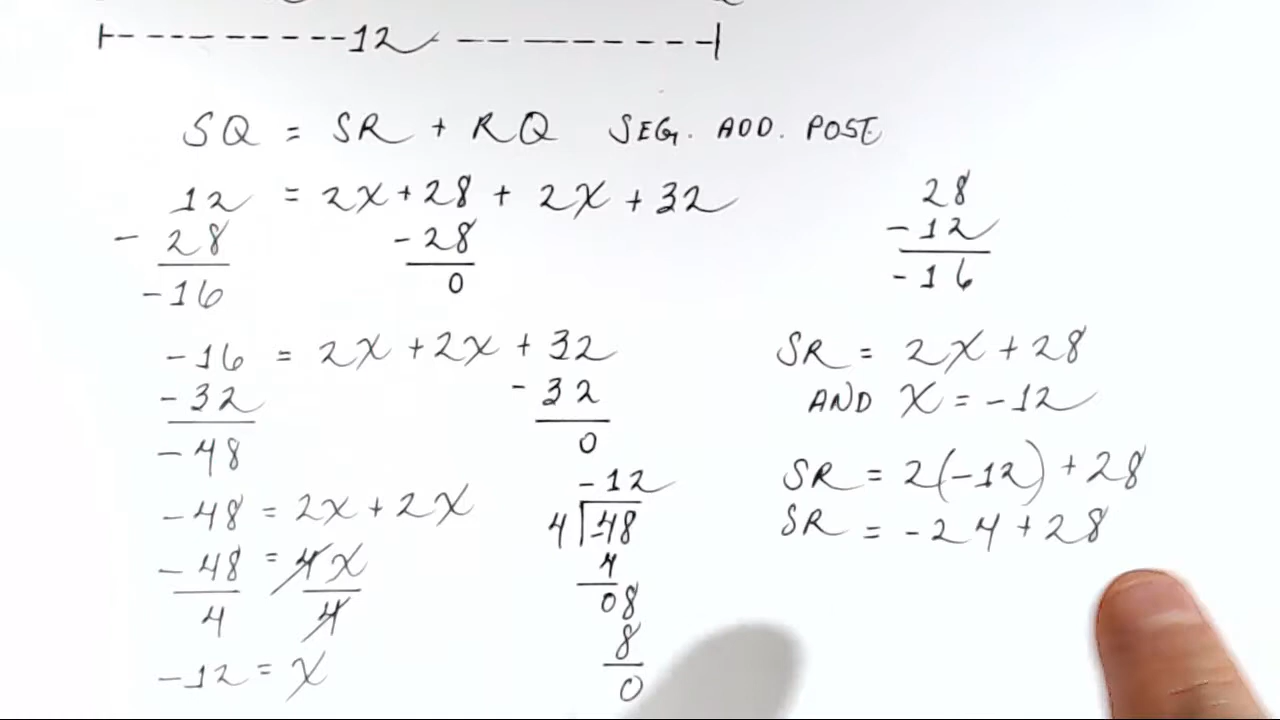 12
SQ = SR + RQ SEG. ADD. POST
12 = 2x+28 + 2x+32
- 28 - 28
-16 0
28
-12
-16
-16 = 2x+2x+32
-32 - 32
-48 0
-48 = 2x+2x
-48 = 4x
4 4
-12 = x
-12
4 -48
4
08
8
0
SR = 2x+28
AND x = -12
SR = 2(-12)+28
SR = -24+28